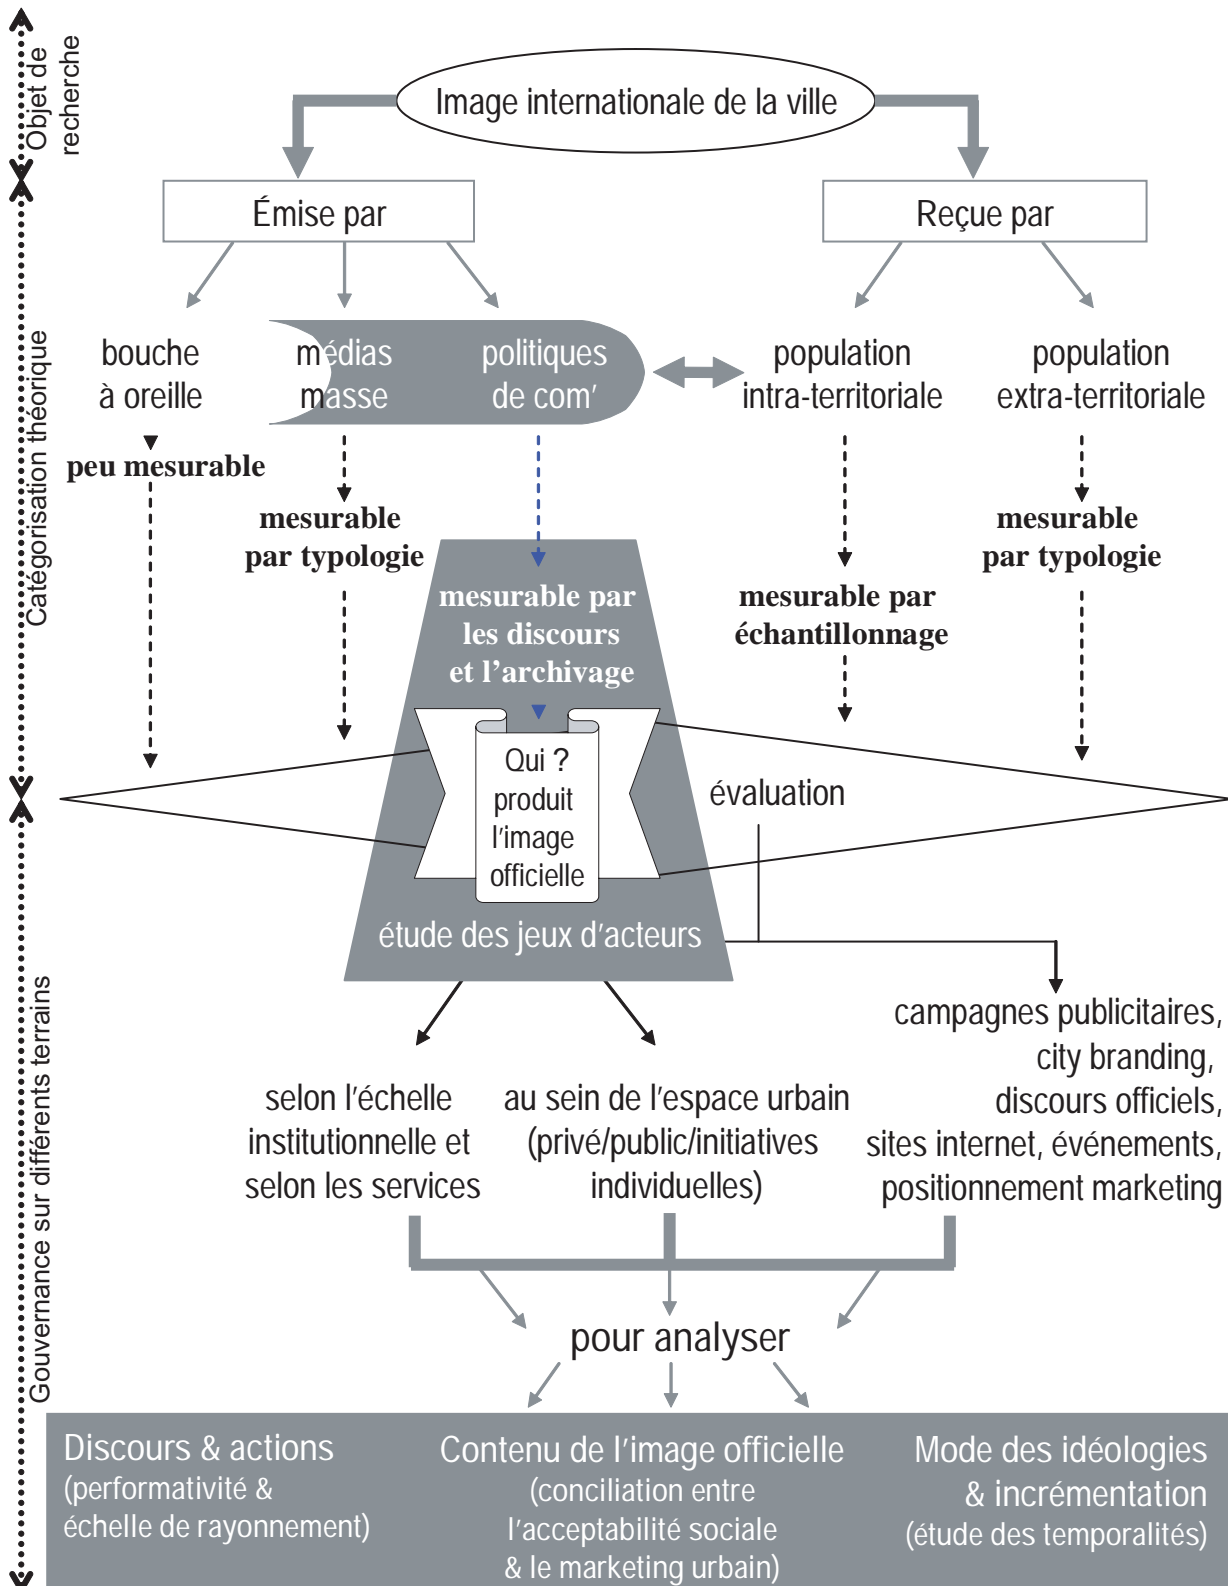 Objet de
recherche
Image internationale de la ville
Émise par
Reçue par
Catégorisation théorique
bouche
à oreille
médias
masse
politiques
de com'
population
intra-territoriale
population
extra-territoriale
peu mesurable
mesurable
par typologie
mesurable par
les discours
et l'archivage
mesurable par
échantillonnage
mesurable
par typologie
Qui ?
produit
l'image
officielle
évaluation
étude des jeux d'acteurs
Gouvernance sur différents terrains
selon l'échelle
institutionnelle et
selon les services
au sein de l'espace urbain
(privé/public/initiatives
individuelles)
campagnes publicitaires,
city branding,
discours officiels,
sites internet, événements,
positionnement marketing
pour analyser
Discours & actions
(performativité &
échelle de rayonnement)
Contenu de l'image officielle
(conciliation entre
l'acceptabilité sociale
& le marketing urbain)
Mode des idéologies
& incrémentation
(étude des temporalités)